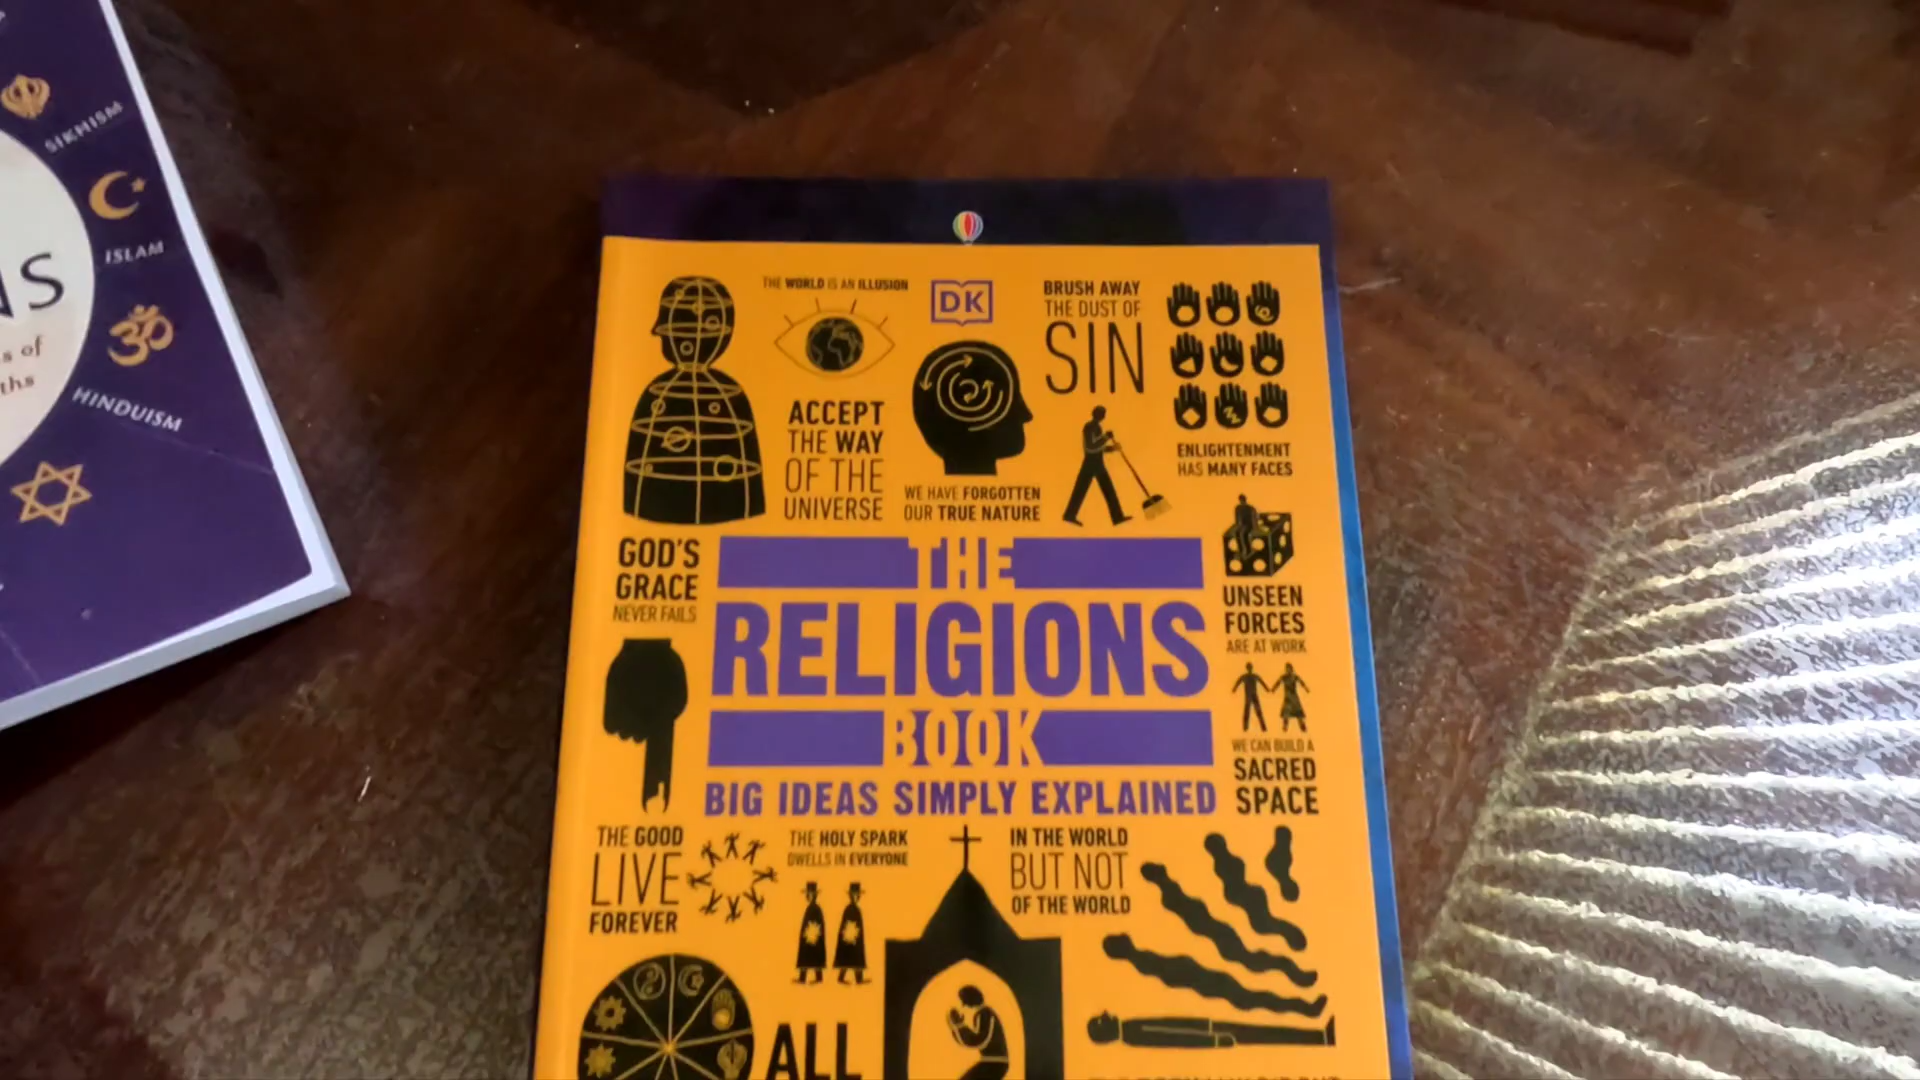 SIKHISM
ISLAM
NS
s of
ths
HINDUISM
THE WORLD IS AN ILLUSION
DK
BRUSH AWAY
THE DUST OF
SIN
ACCEPT
THE WAY
OF THE
UNIVERSE
WE HAVE FORGOTTEN
OUR TRUE NATURE
ENLIGHTENMENT
HAS MANY FACES
GOD'S
GRACE
NEVER FAILS
THE
RELIGIONS
BOOK
BIG IDEAS SIMPLY EXPLAINED
UNSEEN
FORCES
ARE AT WORK
WE CAN BUILD A
SACRED
SPACE
THE GOOD
LIVE
FOREVER
THE HOLY SPARK
DWELLS IN EVERYONE
IN THE WORLD
BUT NOT
OF THE WORLD
ALL